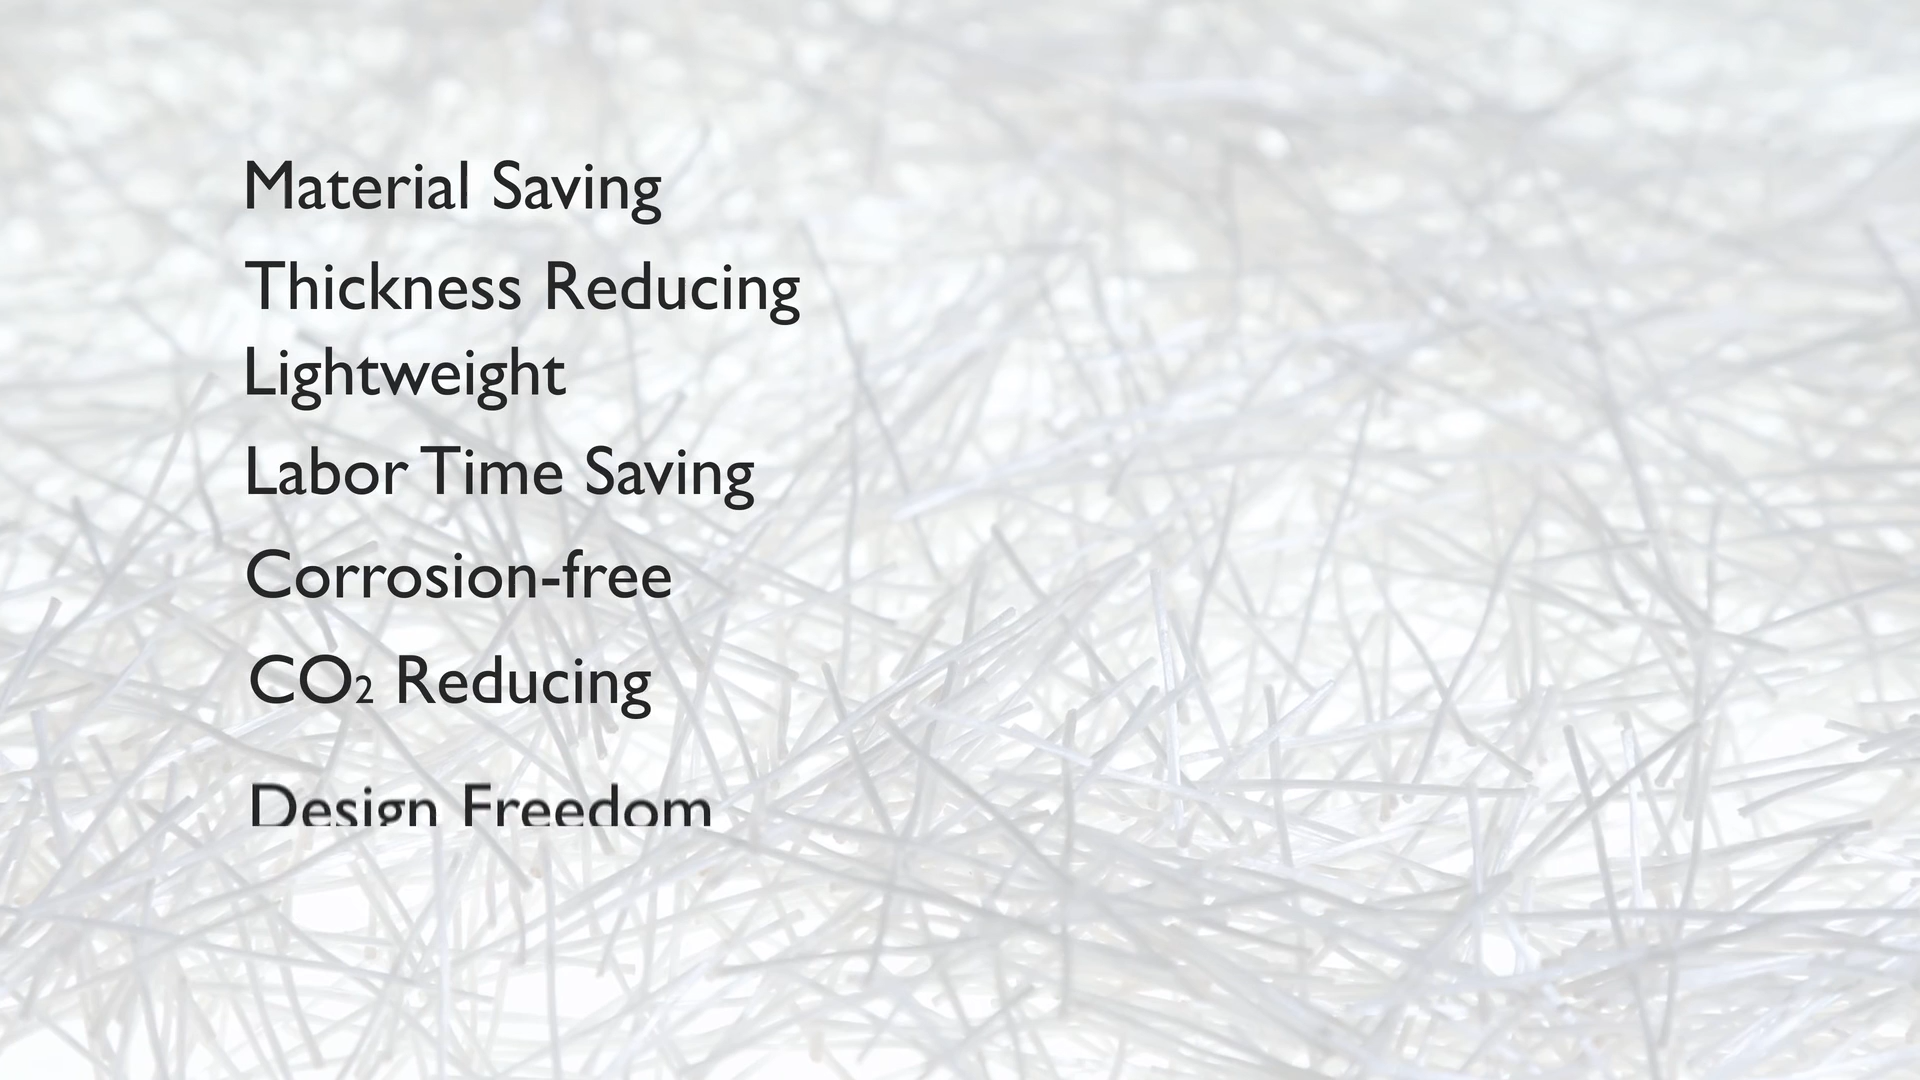 Material Saving
Thickness Reducing
Lightweight
Labor Time Saving
Corrosion-free
CO₂ Reducing
Design Freedom